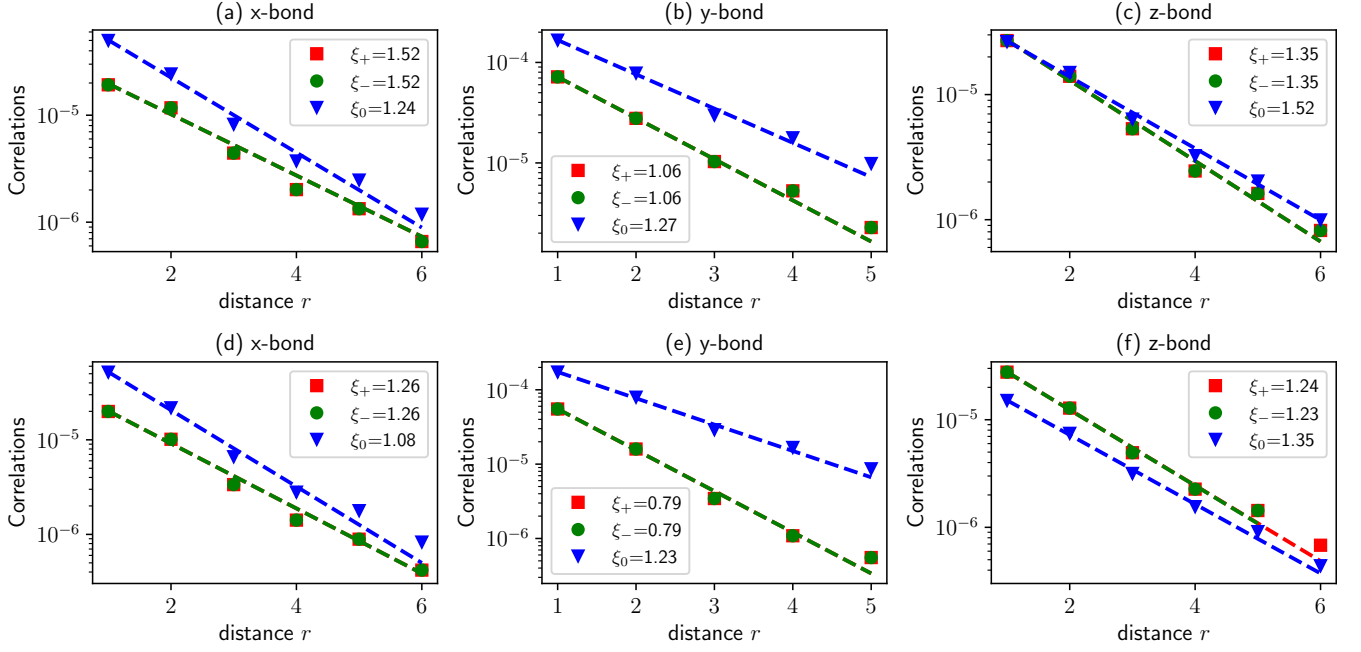 (a) x-bond
Correlations
10⁻⁵
10⁻⁶
ξ₊=1.52
ξ₋=1.52
ξ₀=1.24
2
4
6
distance r
(b) y-bond
Correlations
10⁻⁴
10⁻⁵
ξ₊=1.06
ξ₋=1.06
ξ₀=1.27
1
2
3
4
5
distance r
(c) z-bond
Correlations
10⁻⁵
10⁻⁶
ξ₊=1.35
ξ₋=1.35
ξ₀=1.52
2
4
6
distance r
(d) x-bond
Correlations
10⁻⁵
10⁻⁶
ξ₊=1.26
ξ₋=1.26
ξ₀=1.08
2
4
6
distance r
(e) y-bond
Correlations
10⁻⁴
10⁻⁵
10⁻⁶
ξ₊=0.79
ξ₋=0.79
ξ₀=1.23
1
2
3
4
5
distance r
(f) z-bond
Correlations
10⁻⁵
10⁻⁶
ξ₊=1.24
ξ₋=1.23
ξ₀=1.35
2
4
6
distance r